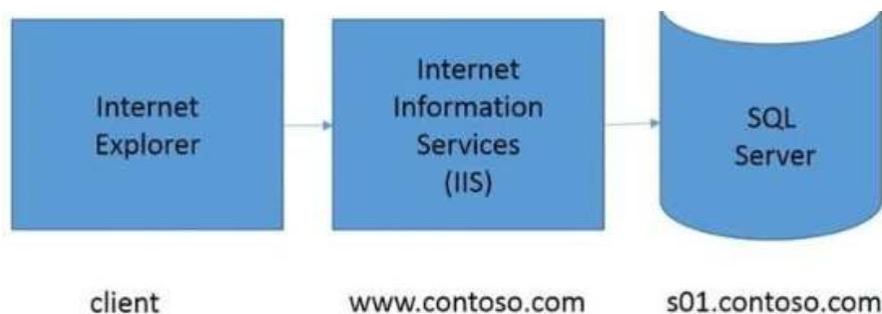 Internet
Explorer
Internet
Information
Services
(IIS)
SQL
Server
client
www.contoso.com
s01.contoso.com